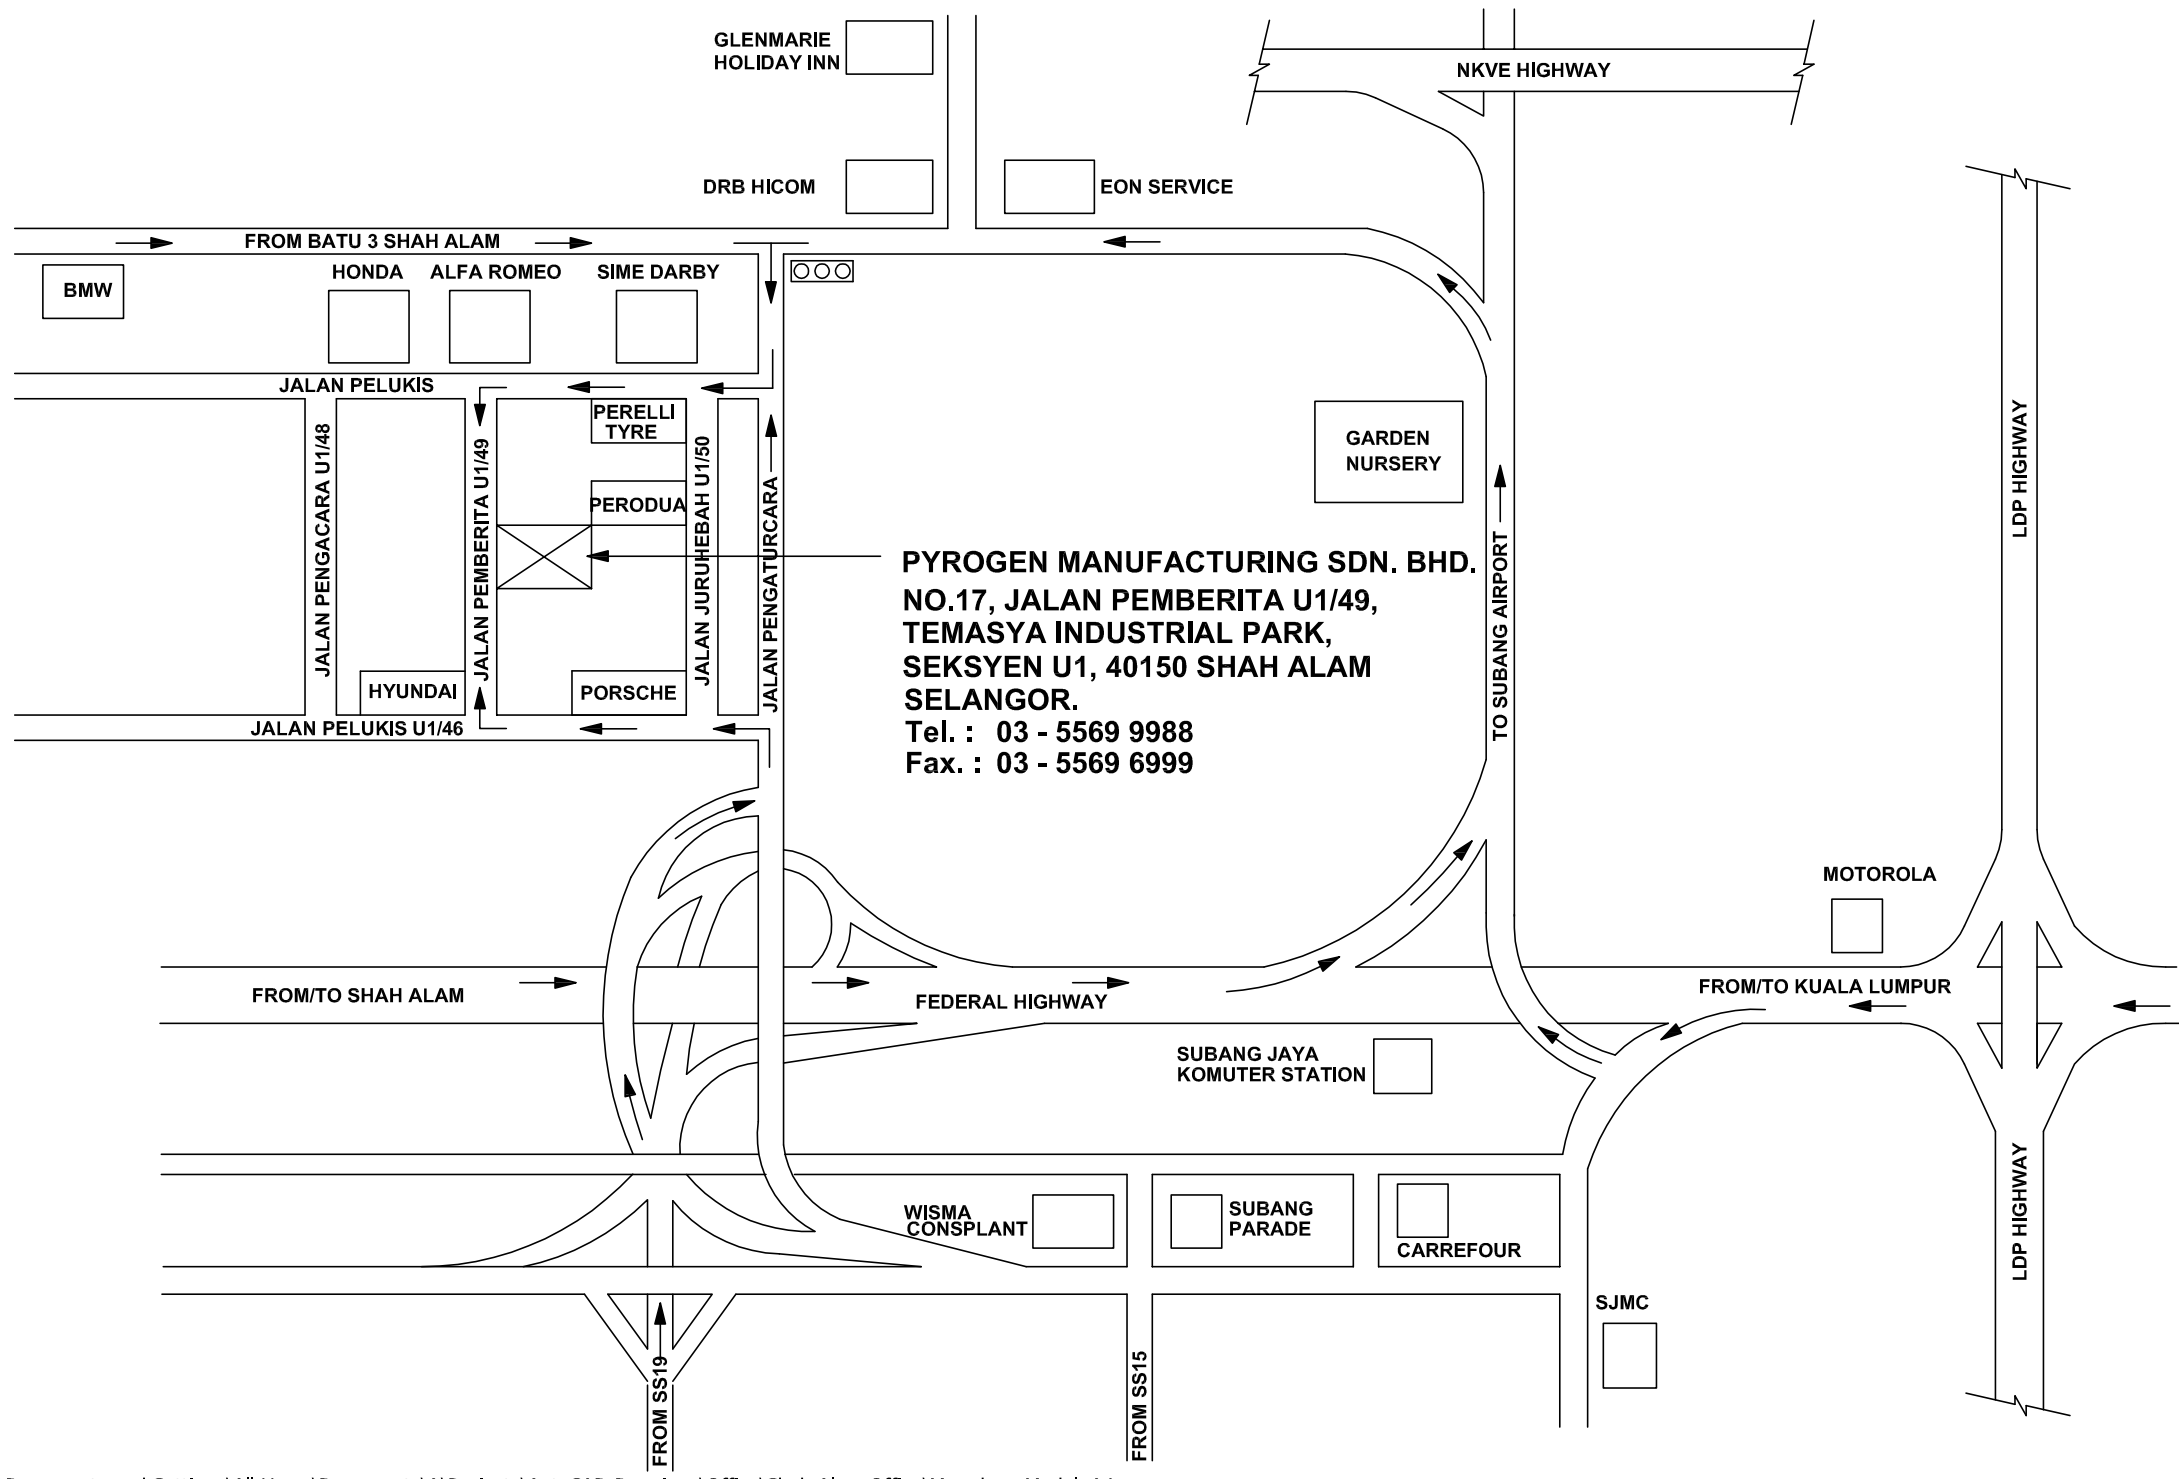 GLENMARIE
HOLIDAY INN
NKVE HIGHWAY
DRB HICOM
EON SERVICE
FROM BATU 3 SHAH ALAM
BMW
HONDA
ALFA ROMEO
SIME DARBY
JALAN PELUKIS
PERELLI
TYRE
PERODUA
JALAN PENGACARA U1/48
JALAN PEMBERITA U1/49
JALAN JURUHEBAH U1/50
JALAN PENGATURCARA
GARDEN
NURSERY
TO SUBANG AIRPORT
LDP HIGHWAY
PYROGEN MANUFACTURING SDN. BHD.
NO.17, JALAN PEMBERITA U1/49,
TEMASYA INDUSTRIAL PARK,
SEKSYEN U1, 40150 SHAH ALAM
SELANGOR.
Tel. : 03 - 5569 9988
Fax. : 03 - 5569 6999
HYUNDAI
PORSCHE
JALAN PELUKIS U1/46
MOTOROLA
FROM/TO SHAH ALAM
FEDERAL HIGHWAY
FROM/TO KUALA LUMPUR
SUBANG JAYA
KOMUTER STATION
WISMA
CONSPLANT
SUBANG
PARADE
CARREFOUR
LDP HIGHWAY
SJMC
FROM SS19
FROM SS15